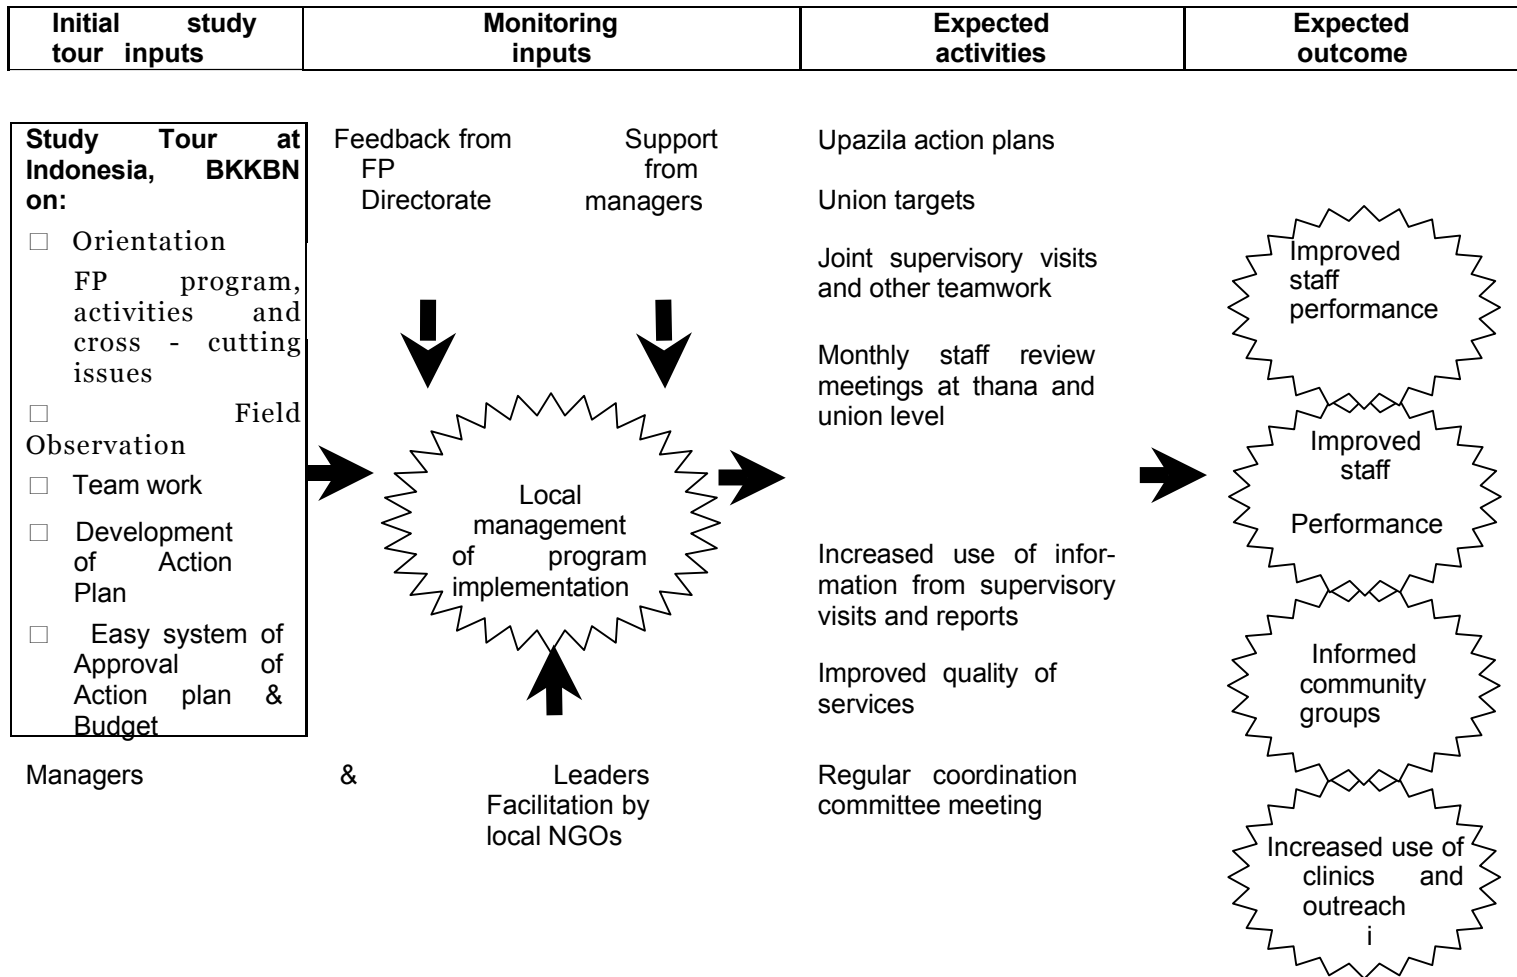 Initial study
tour inputs
Monitoring
inputs
Expected
activities
Expected
outcome
Study Tour at
Indonesia, BKKBN
on:
□ Orientation
FP program,
activities and
cross - cutting
issues
□ Field
Observation
□ Team work
□ Development
of Action
Plan
□ Easy system of
Approval of
Action plan &
Budget
Managers & Leaders
Feedback from
FP
Directorate
Support
from
managers
Local
management
of program
implementation
Facilitation by
local NGOs
Upazila action plans
Union targets
Joint supervisory visits
and other teamwork
Monthly staff review
meetings at thana and
union level
Increased use of infor-
mation from supervisory
visits and reports
Improved quality of
services
Regular coordination
committee meeting
Improved
staff
performance
Improved
staff
Performance
Informed
community
groups
Increased use of
clinics and
outreach
i